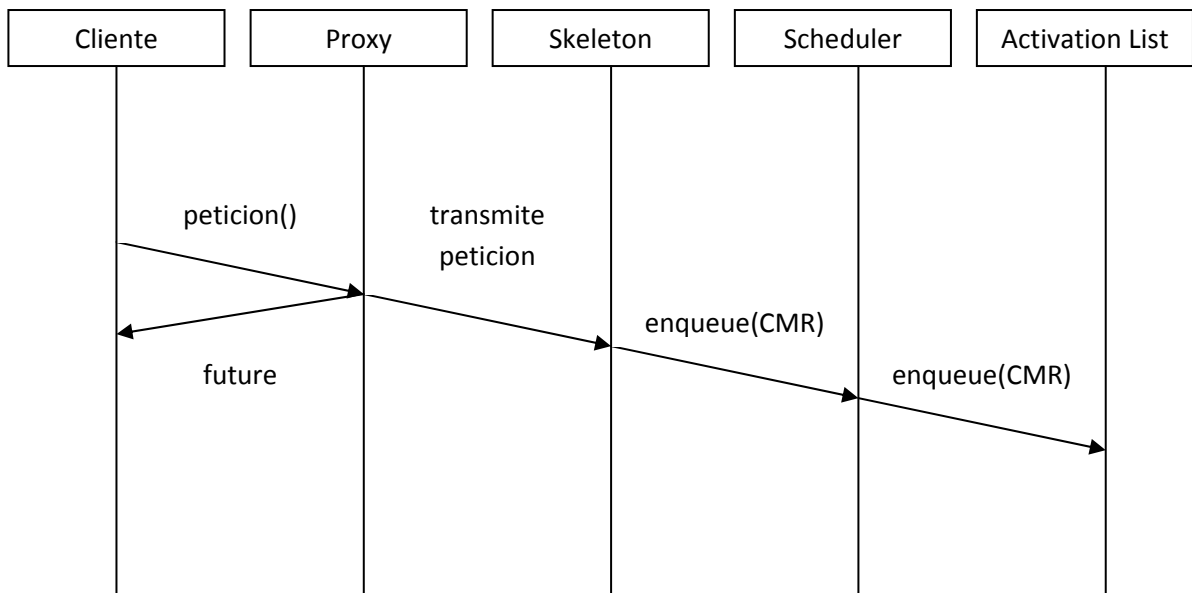 Cliente
Proxy
Skeleton
Scheduler
Activation List
peticion()
transmite
peticion
enqueue(CMR)
future
enqueue(CMR)